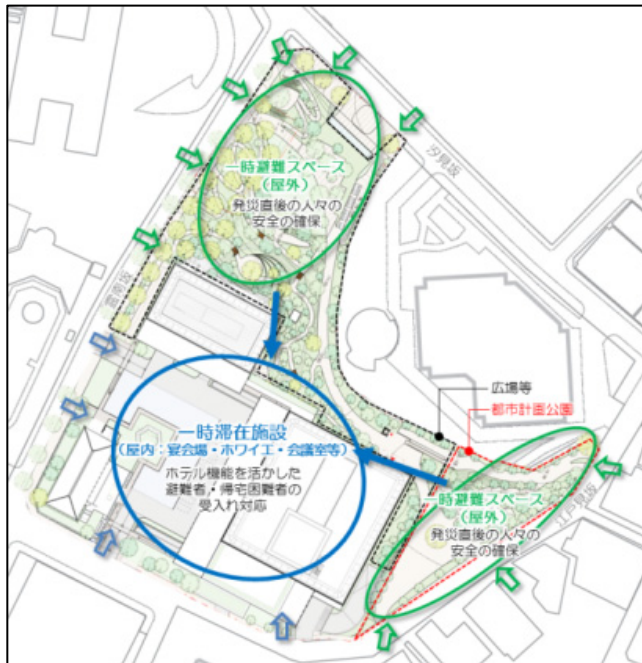 一時避難スペース
(屋外)
発災直後の人々の
安全の確保
汐見坂
霊南坂
広場等
都市計画公園
一時滞在施設
(屋内:宴会場・ホワイエ・会議室等)
ホテル機能を活かした
避難者・帰宅困難者の
受入れ対応
一時避難スペース
(屋外)
発災直後の人々の
安全の確保
江戸見坂